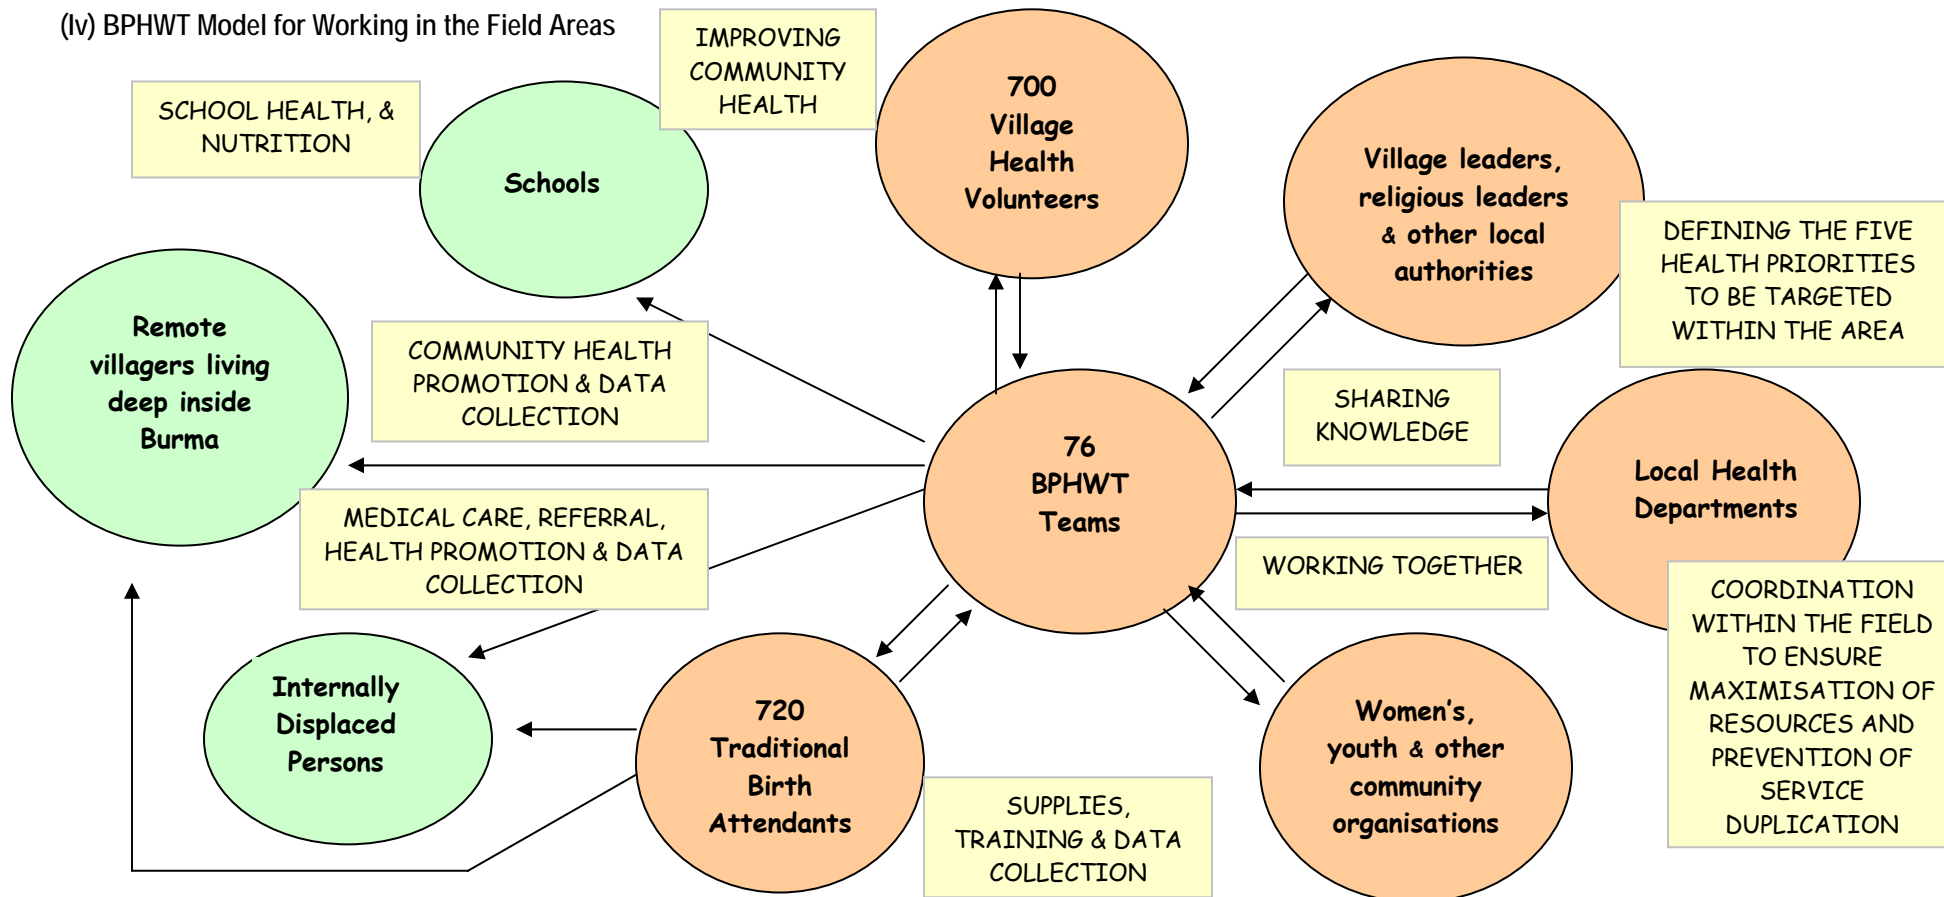 (Iv) BPHWT Model for Working in the Field Areas
IMPROVING
COMMUNITY
HEALTH
SCHOOL HEALTH, &
NUTRITION
Schools
700
Village
Health
Volunteers
Village leaders,
religious leaders
& other local
authorities
DEFINING THE FIVE
HEALTH PRIORITIES
TO BE TARGETED
WITHIN THE AREA
Remote
villagers living
deep inside
Burma
COMMUNITY HEALTH
PROMOTION & DATA
COLLECTION
SHARING
KNOWLEDGE
76
BPHWT
Teams
Local Health
Departments
MEDICAL CARE, REFERRAL,
HEALTH PROMOTION & DATA
COLLECTION
WORKING TOGETHER
COORDINATION
WITHIN THE FIELD
TO ENSURE
MAXIMISATION OF
RESOURCES AND
PREVENTION OF
SERVICE
DUPLICATION
Internally
Displaced
Persons
720
Traditional
Birth
Attendants
SUPPLIES,
TRAINING & DATA
COLLECTION
Women's,
youth & other
community
organisations